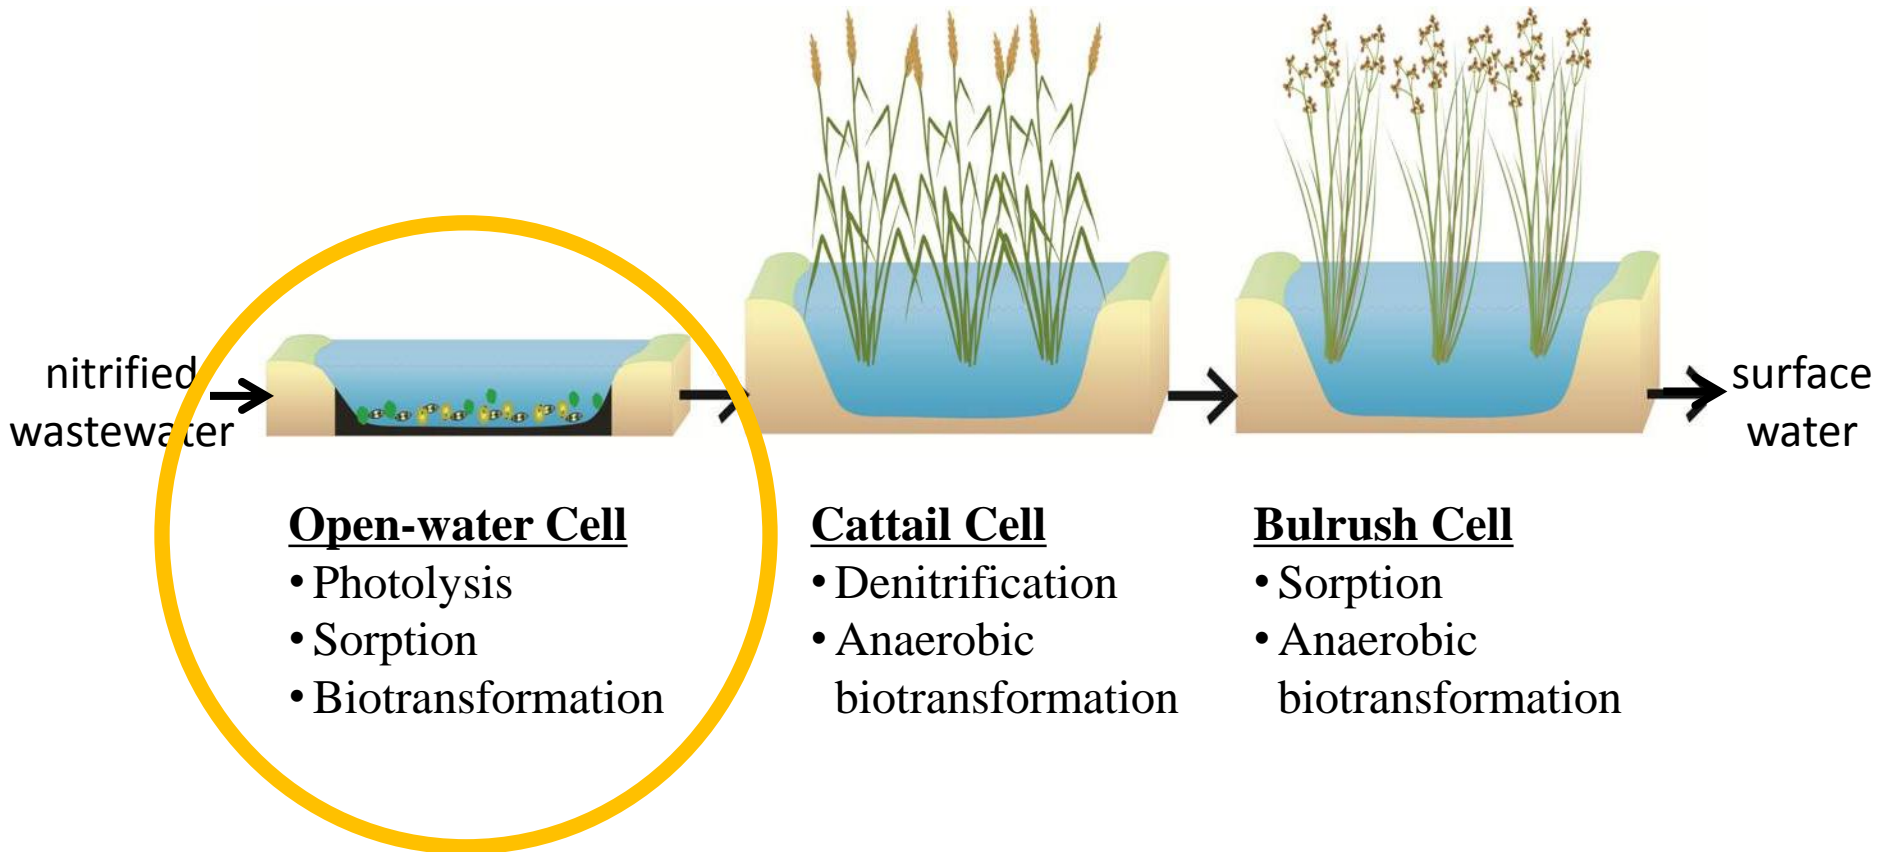 nitrified
wastewater
surface
water
Open-water Cell
• Photolysis
• Sorption
• Biotransformation
Cattail Cell
• Denitrification
• Anaerobic
biotransformation
Bulrush Cell
• Sorption
• Anaerobic
biotransformation